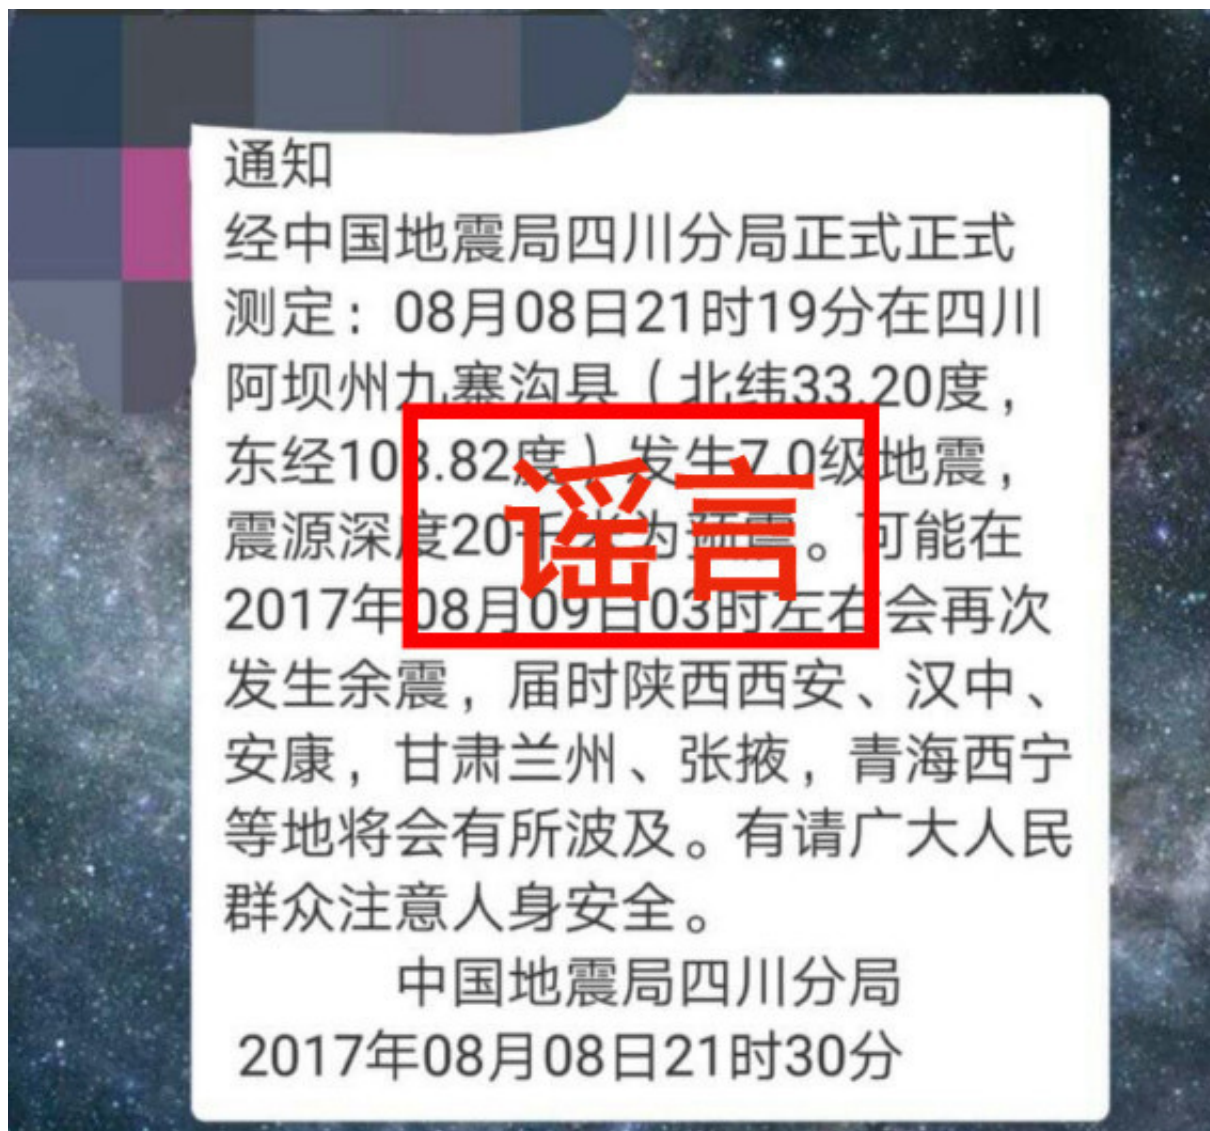 通知
经中国地震局四川分局正式正式
测定：08月08日21时19分在四川
阿坝州九寨沟县（北纬33.20度，
东经103.82度）发生7.0级地震，
震源深度20千米为预震。可能在
2017年08月09日03时左右会再次
发生余震，届时陕西西安、汉中、
安康，甘肃兰州、张掖，青海西宁
等地将会有所波及。有请广大人民
群众注意人身安全。
中国地震局四川分局
2017年08月08日21时30分
谣言